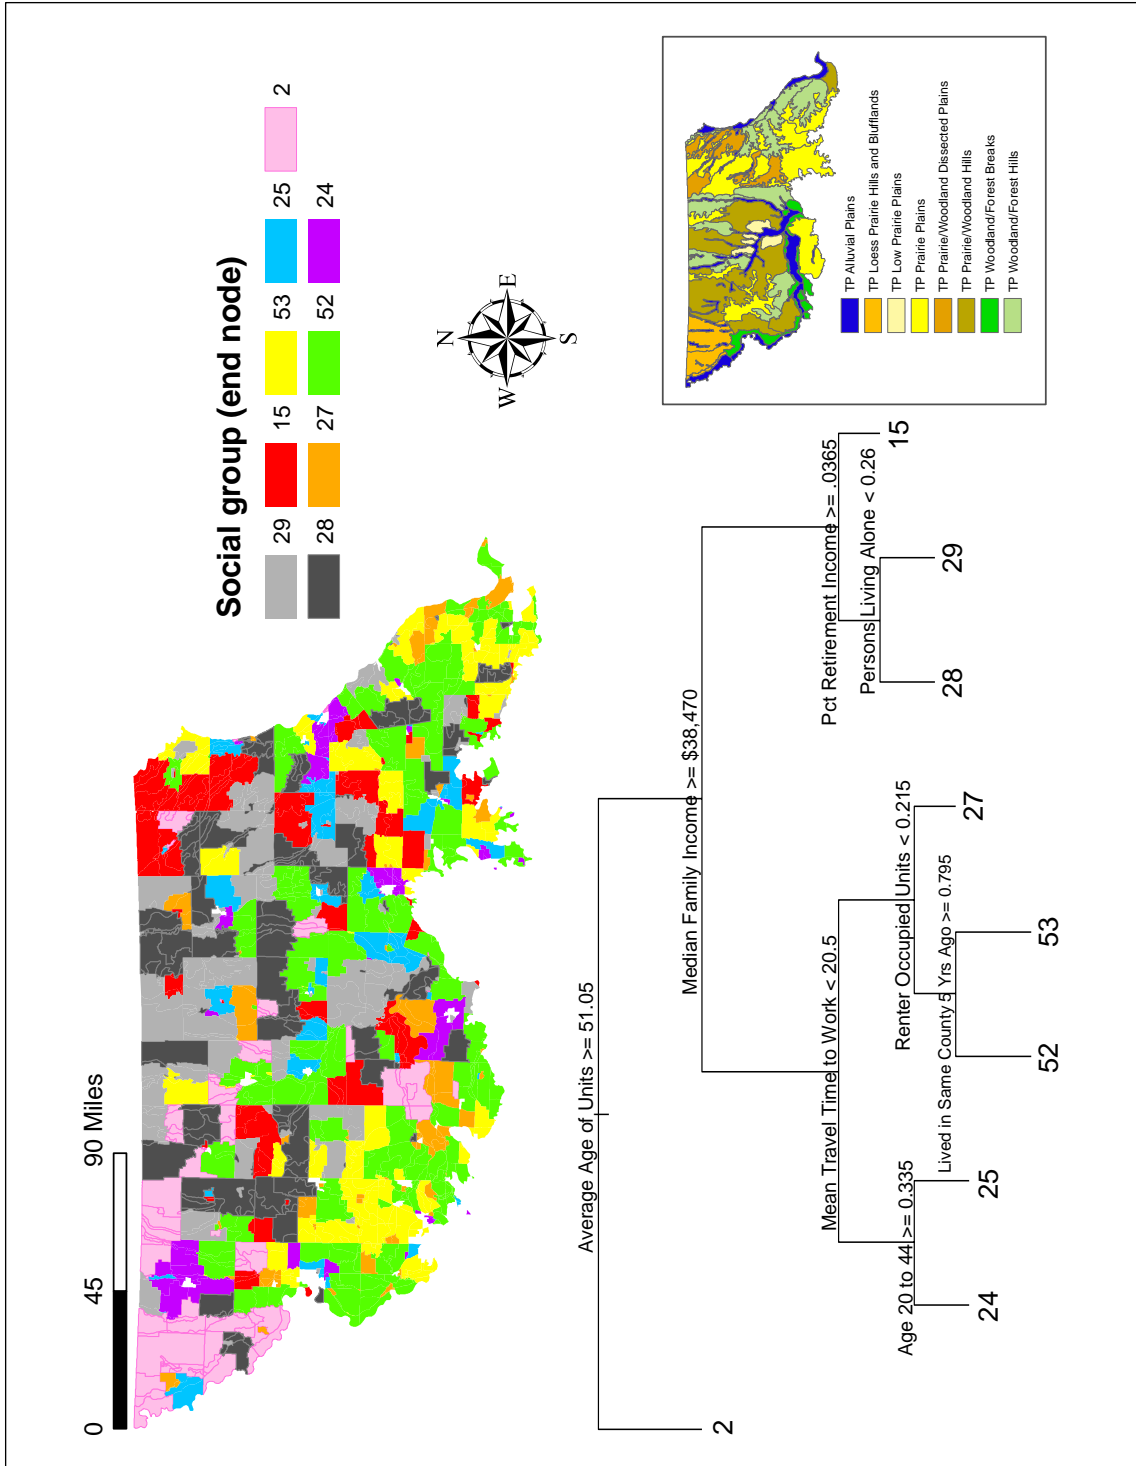 0 45 90 Miles
Social group (end node)
29 15 53 25 2
28 27 52 24
N
W E
S
Average Age of Units >= 51.05
2
Median Family Income >= $38,470
Mean Travel Time to Work < 20.5
Pct Retirement Income >= .0365
Age 20 to 44 >= 0.335
Renter Occupied Units < 0.215
Persons Living Alone < 0.26
15
24
25
Lived in Same County 5 Yrs Ago >= 0.795
27
28
29
52
53
TP Alluvial Plains
TP Loess Prairie Hills and Blufflands
TP Low Prairie Plains
TP Prairie Plains
TP Prairie/Woodland Dissected Plains
TP Prairie/Woodland Hills
TP Woodland/Forest Breaks
TP Woodland/Forest Hills